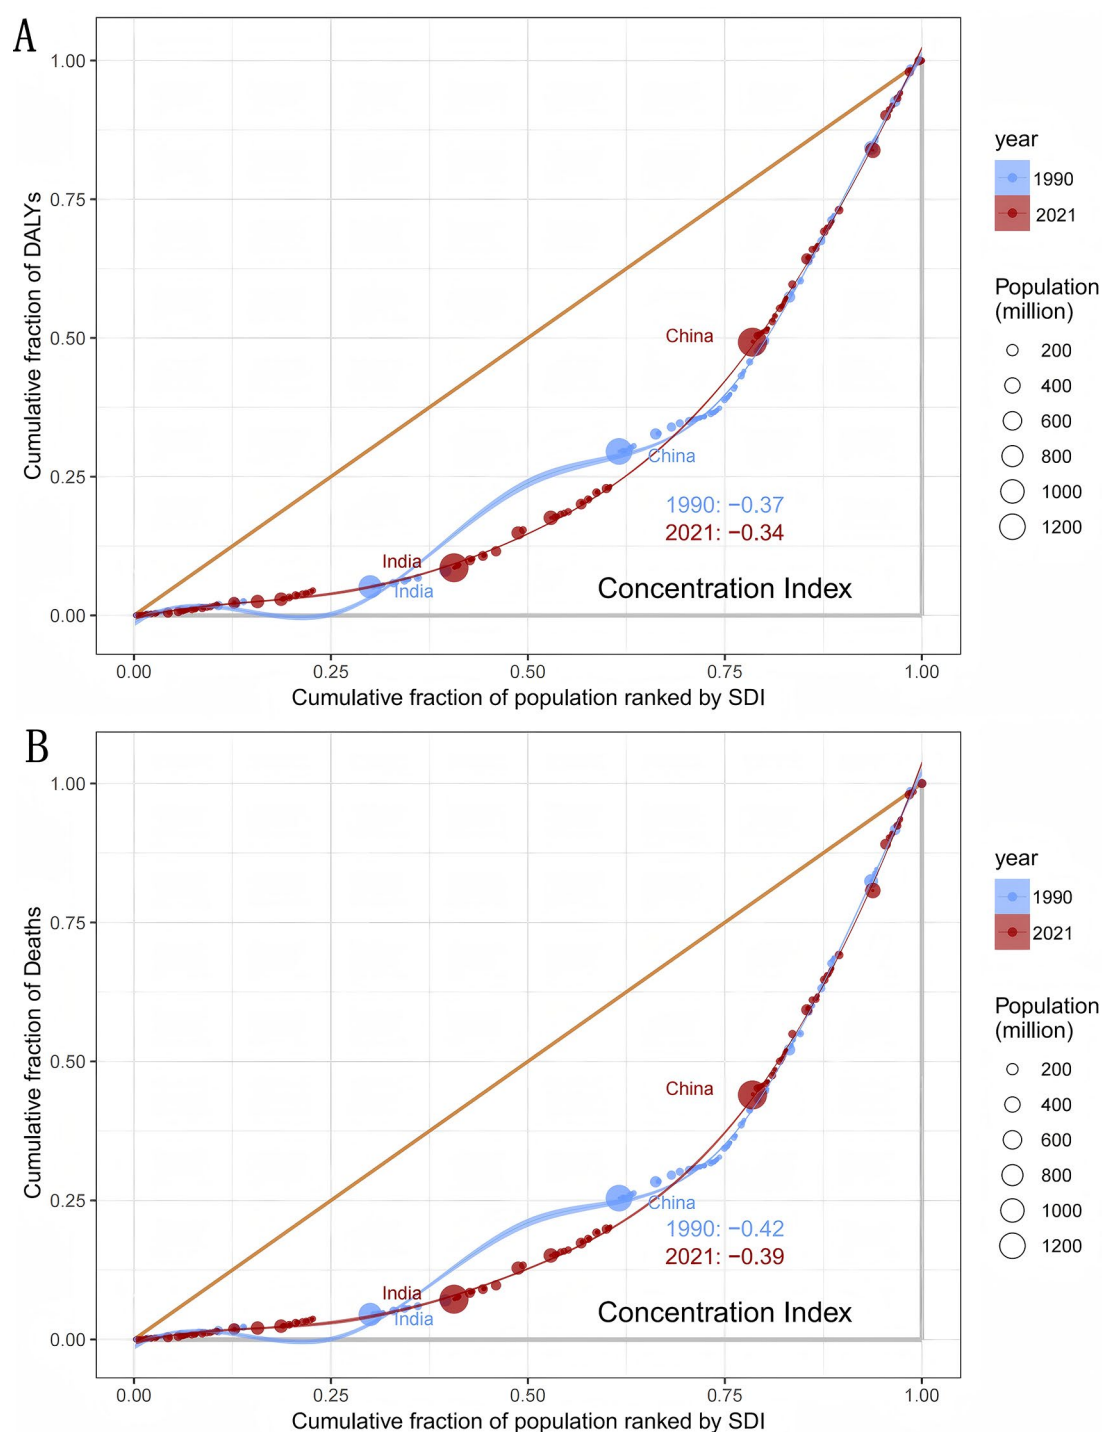 A
1.00
0.75
0.50
0.25
0.00
Cumulative fraction of DALYs
China
China
1990: −0.37
2021: −0.34
India
India
Concentration Index
0.00 0.25 0.50 0.75 1.00
Cumulative fraction of population ranked by SDI
year
1990
2021
Population
(million)
200
400
600
800
1000
1200
B
1.00
0.75
0.50
0.25
0.00
Cumulative fraction of Deaths
China
China
1990: −0.42
2021: −0.39
India
India
Concentration Index
0.00 0.25 0.50 0.75 1.00
Cumulative fraction of population ranked by SDI
year
1990
2021
Population
(million)
200
400
600
800
1000
1200